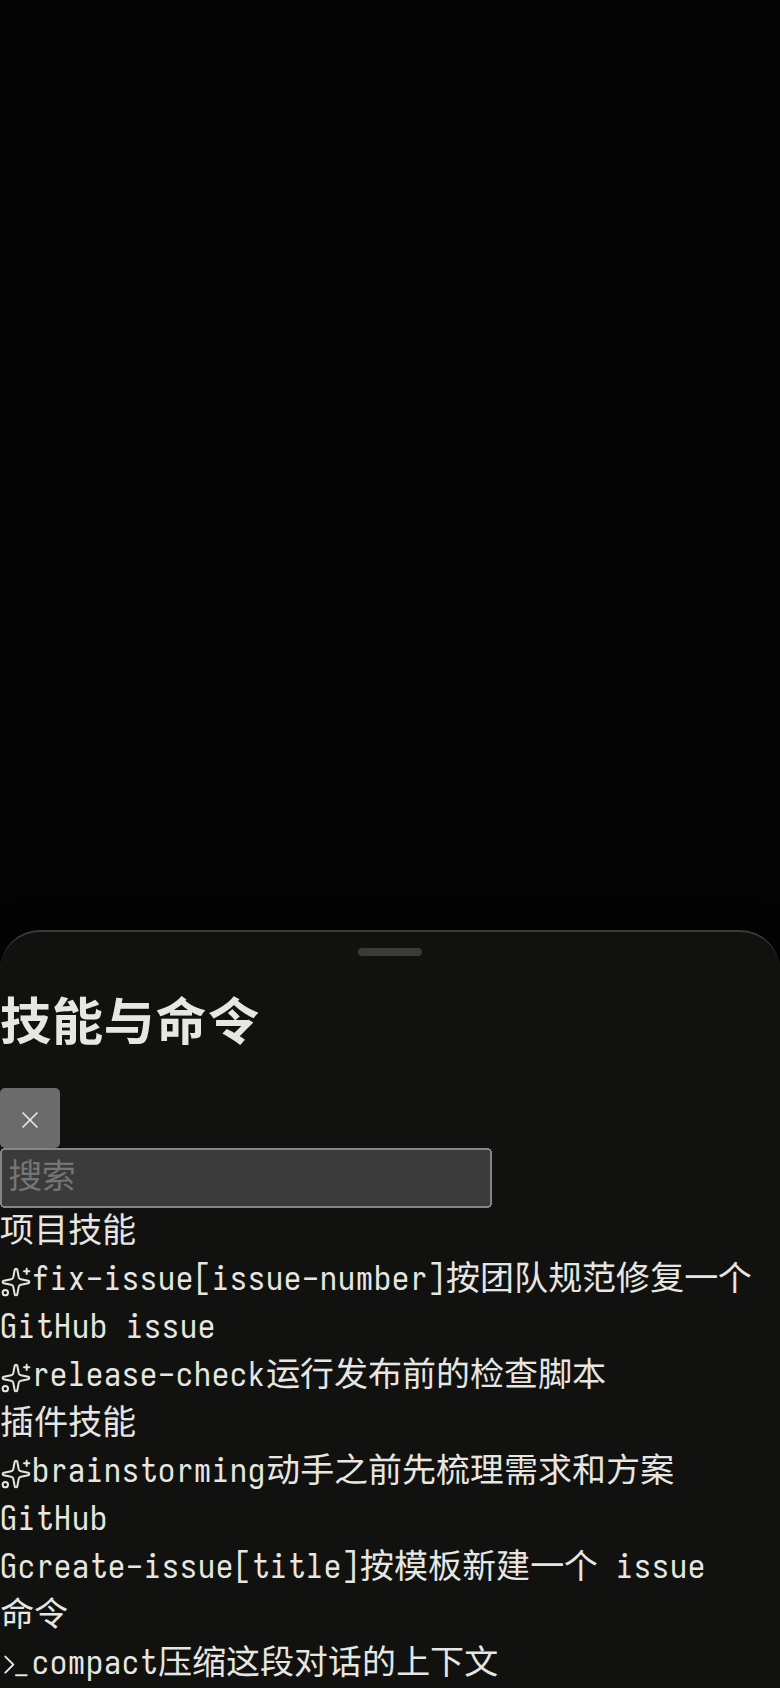 技能与命令
搜索
项目技能
fix-issue[issue-number]按团队规范修复一个
GitHub issue
release-check运行发布前的检查脚本
插件技能
brainstorming动手之前先梳理需求和方案
GitHub
Gcreate-issue[title]按模板新建一个 issue
命令
>_compact压缩这段对话的上下文